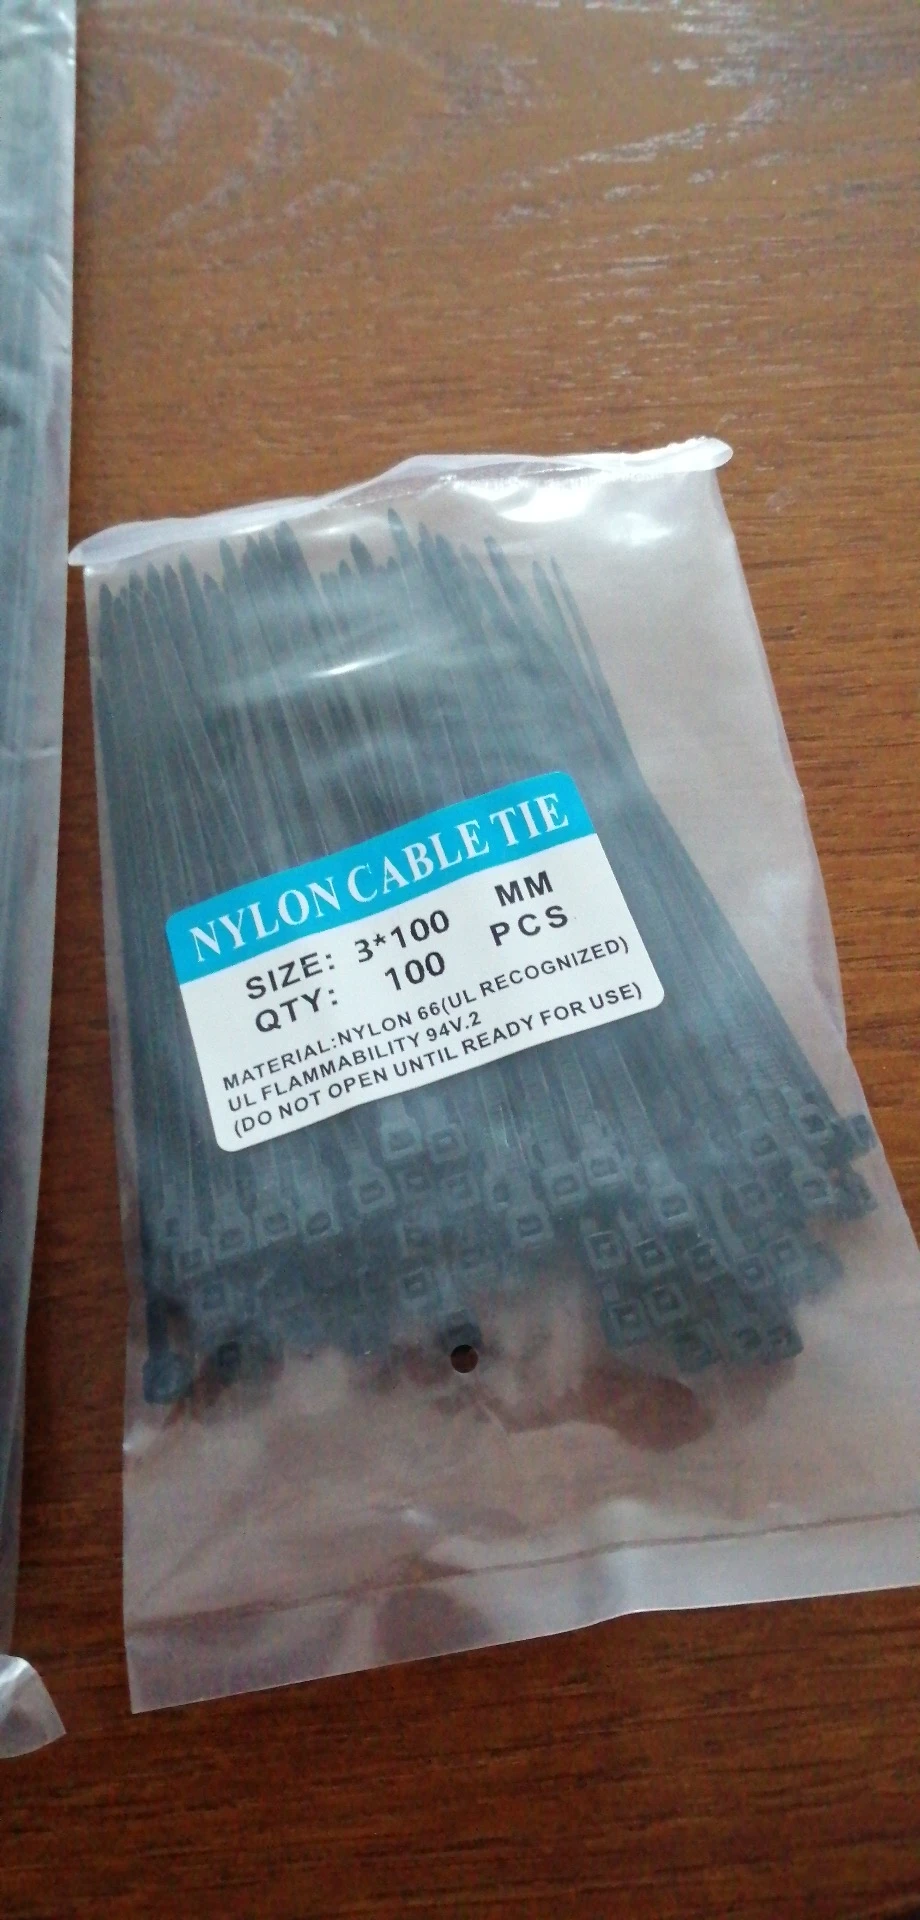 NYLON CABLE TIE
SIZE: 3*100 MM
QTY: 100 PCS
MATERIAL:NYLON 66(UL RECOGNIZED)
UL FLAMMABILITY 94V.2
(DO NOT OPEN UNTIL READY FOR USE)